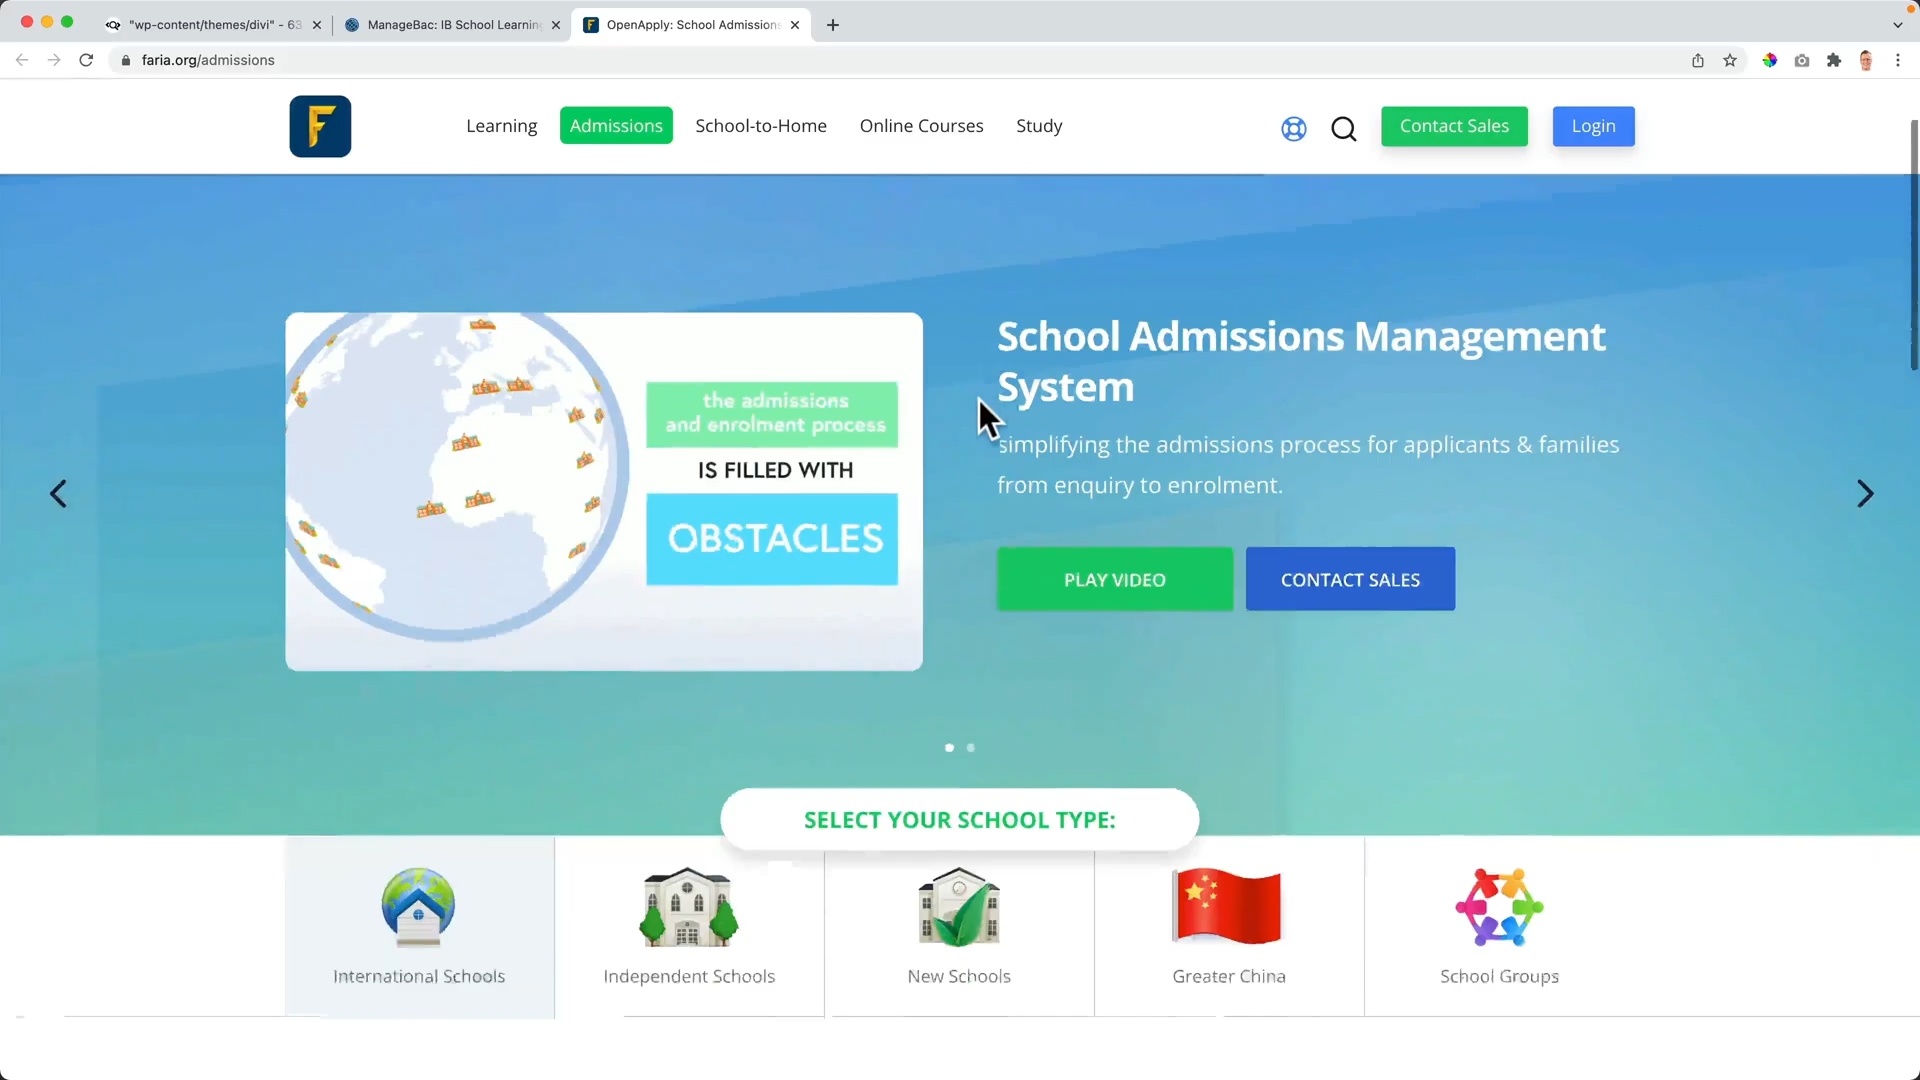 "wp-content/themes/divi" - 63
ManageBac: IB School Learning
OpenApply: School Admissions
faria.org/admissions
F
Learning
Admissions
School-to-Home
Online Courses
Study
Contact Sales
Login
the admissions
and enrolment process
IS FILLED WITH
OBSTACLES
School Admissions Management
System
simplifying the admissions process for applicants & families
from enquiry to enrolment.
PLAY VIDEO
CONTACT SALES
SELECT YOUR SCHOOL TYPE:
International Schools
Independent Schools
New Schools
Greater China
School Groups